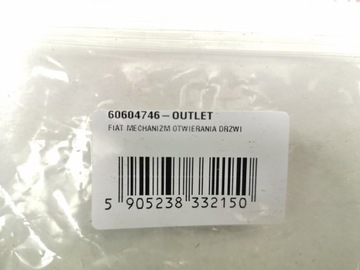 60604746 – OUTLET
FIAT MECHANIZM OTWIERANIA DRZWI
5 905238 332150